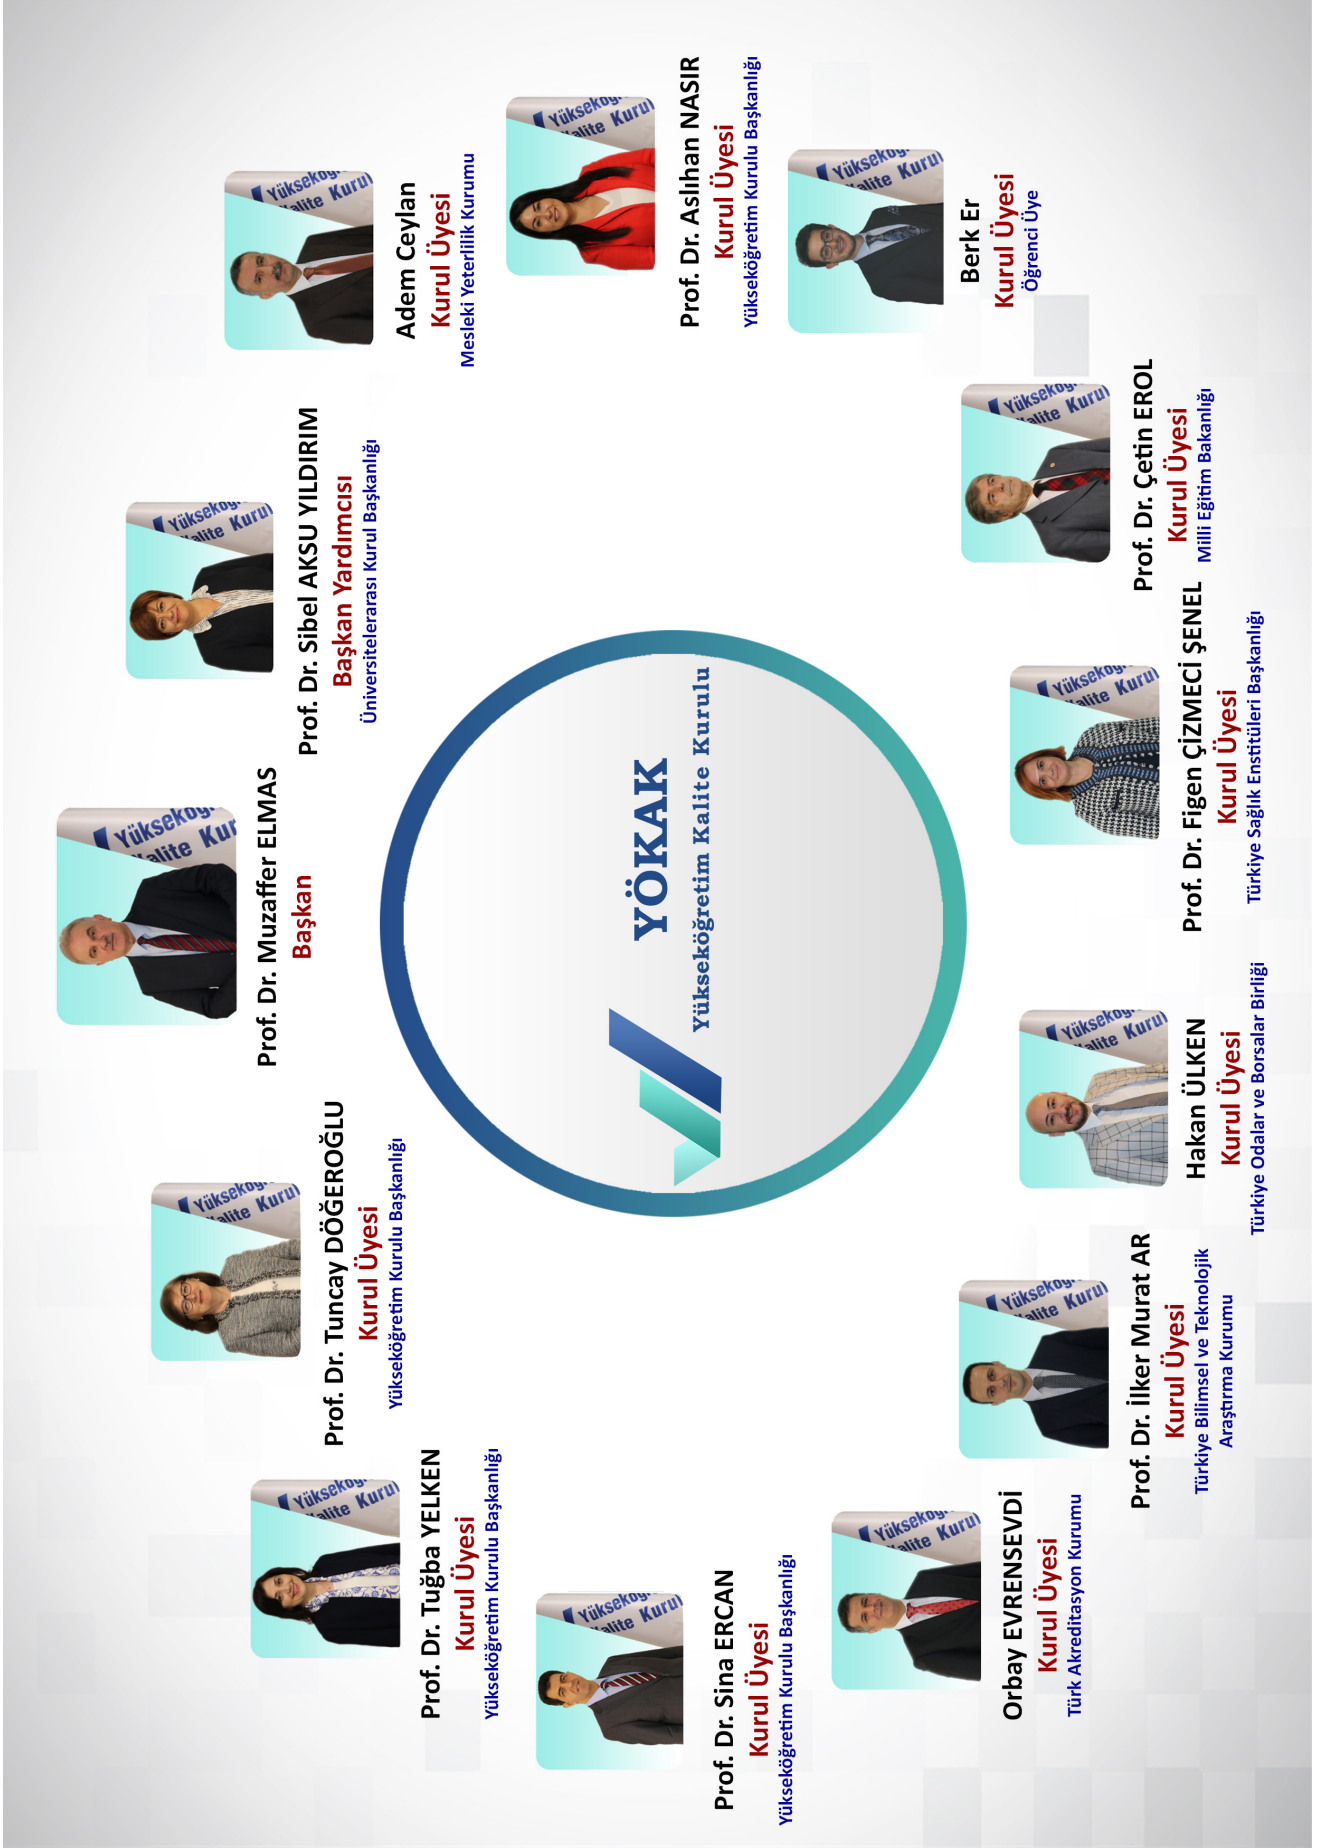 Prof. Dr. Muzaffer ELMAS
Başkan
Prof. Dr. Sibel AKSU YILDIRIM
Başkan Yardımcısı
Üniversitelerarası Kurul Başkanlığı
Adem Ceylan
Kurul Üyesi
Mesleki Yeterlilik Kurumu
Prof. Dr. Aslıhan NASIR
Kurul Üyesi
Yükseköğretim Kurulu Başkanlığı
Berk Er
Kurul Üyesi
Öğrenci Üye
Prof. Dr. Çetin EROL
Kurul Üyesi
Milli Eğitim Bakanlığı
Prof. Dr. Figen ÇİZMECİ ŞENEL
Kurul Üyesi
Türkiye Sağlık Enstitüleri Başkanlığı
Hakan ÜLKEN
Kurul Üyesi
Türkiye Odalar ve Borsalar Birliği
Prof. Dr. İlker Murat AR
Kurul Üyesi
Türkiye Bilimsel ve Teknolojik
Araştırma Kurumu
Orbay EVRENSEVDİ
Kurul Üyesi
Türk Akreditasyon Kurumu
Prof. Dr. Sina ERCAN
Kurul Üyesi
Yükseköğretim Kurulu Başkanlığı
Prof. Dr. Tuğba YELKEN
Kurul Üyesi
Yükseköğretim Kurulu Başkanlığı
Prof. Dr. Tuncay DÖĞEROĞLU
Kurul Üyesi
Yükseköğretim Kurulu Başkanlığı
YÖKAK
Yükseköğretim Kalite Kurulu